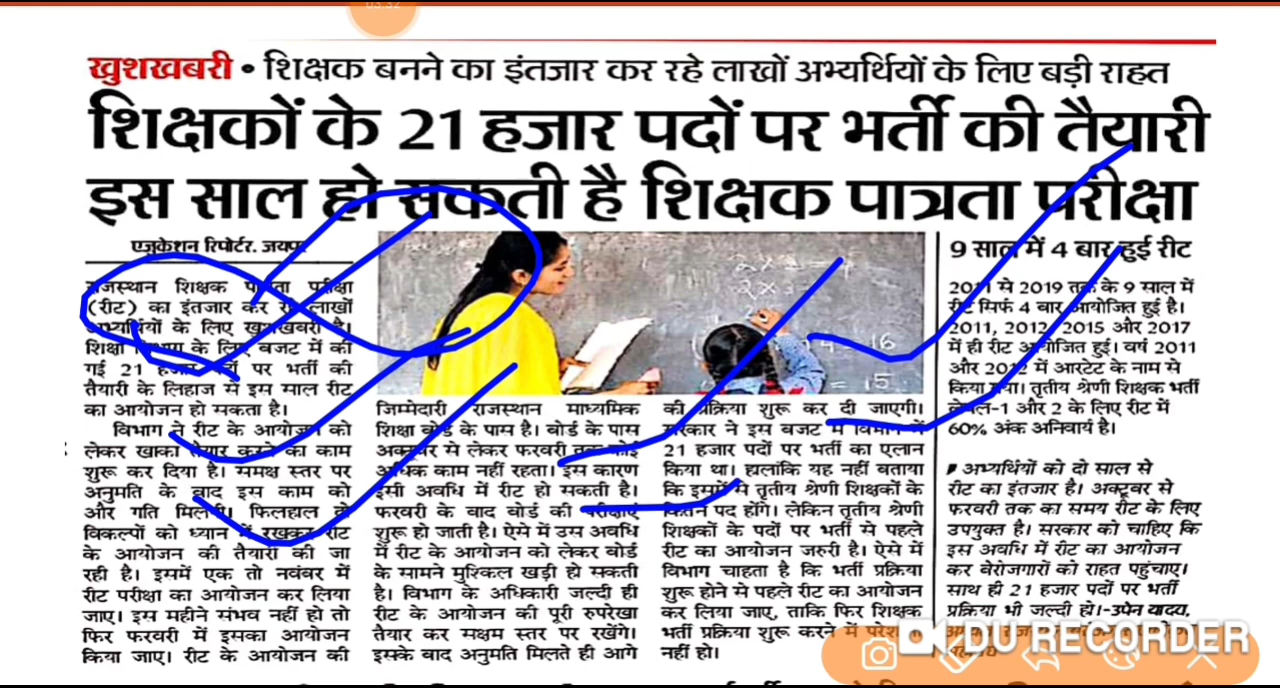 03:32
खुशखबरी • शिक्षक बनने का इंतजार कर रहे लाखों अभ्यर्थियों के लिए बड़ी राहत
शिक्षकों के 21 हजार पदों पर भर्ती की तैयारी
इस साल हो सकती है शिक्षक पात्रता परीक्षा
एजुकेशन रिपोर्टर. जयपुर
राजस्थान शिक्षक पात्रता परीक्षा
(रीट) का इंतजार कर रहे लाखों
अभ्यर्थियों के लिए खुशखबरी है।
शिक्षा विभाग के लिए बजट में की
गई 21 हजार पदों पर भर्ती की
तैयारी के लिहाज से इस साल रीट
का आयोजन हो सकता है।
विभाग ने रीट के आयोजन को
लेकर खाका तैयार करने का काम
शुरू कर दिया है। समक्ष स्तर पर
अनुमति के बाद इस काम को
और गति मिलेगी। फिलहाल दो
विकल्पों को ध्यान में रखकर रीट
के आयोजन की तैयारी की जा
रही है। इसमें एक तो नवंबर में
रीट परीक्षा का आयोजन कर लिया
जाए। इस महीने संभव नहीं हो तो
फिर फरवरी में इसका आयोजन
किया जाए। रीट के आयोजन की
जिम्मेदारी राजस्थान माध्यमिक
शिक्षा बोर्ड के पास है। बोर्ड के पास
अक्टूबर से लेकर फरवरी तक कोई
अधिक काम नहीं रहता। इस कारण
इसी अवधि में रीट हो सकती है।
फरवरी के बाद बोर्ड की परीक्षाएं
शुरू हो जाती है। ऐसे में उस अवधि
में रीट के आयोजन को लेकर बोर्ड
के सामने मुश्किल खड़ी हो सकती
है। विभाग के अधिकारी जल्दी ही
रीट के आयोजन की पूरी रुपरेखा
तैयार कर सक्षम स्तर पर रखेंगे।
इसके बाद अनुमति मिलते ही आगे
की प्रक्रिया शुरू कर दी जाएगी।
सरकार ने इस बजट में विभाग में
21 हजार पदों पर भर्ती का एलान
किया था। हालांकि यह नहीं बताया
कि इसमें से तृतीय श्रेणी शिक्षकों के
कितने पद होंगे। लेकिन तृतीय श्रेणी
शिक्षकों के पदों पर भर्ती से पहले
रीट का आयोजन जरुरी है। ऐसे में
विभाग चाहता है कि भर्ती प्रक्रिया
शुरू होने से पहले रीट का आयोजन
कर लिया जाए, ताकि फिर शिक्षक
भर्ती प्रक्रिया शुरू करने में परेशानी
नहीं हो।
9 साल में 4 बार हुई रीट
2011 से 2019 तक के 9 साल में
रीट सिर्फ 4 बार आयोजित हुई है।
2011, 2012, 2015 और 2017
में ही रीट आयोजित हुई। वर्ष 2011
और 2012 में आरटेट के नाम से
किया गया। तृतीय श्रेणी शिक्षक भर्ती
लेवल-1 और 2 के लिए रीट में
60% अंक अनिवार्य है।
अभ्यर्थियों को दो साल से
रीट का इंतजार है। अक्टूबर से
फरवरी तक का समय रीट के लिए
उपयुक्त है। सरकार को चाहिए कि
इस अवधि में रीट का आयोजन
कर बेरोजगारों को राहत पहुंचाए।
साथ ही 21 हजार पदों पर भर्ती
प्रक्रिया भी जल्दी हो।-उपेन यादव,
DU RECORDER